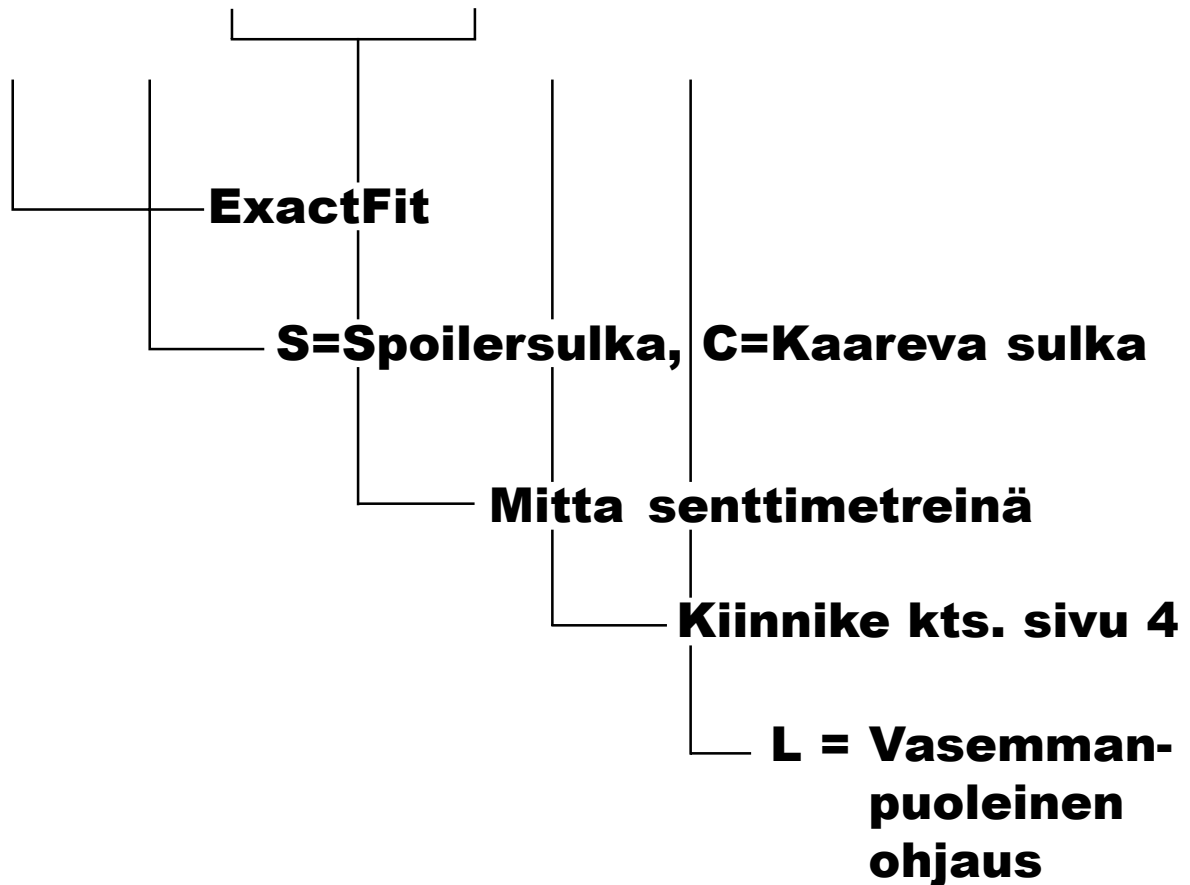 ExactFit
S=Spoilersulka, C=Kaareva sulka
Mitta senttimetreinä
Kiinnike kts. sivu 4
L = Vasemman-
puoleinen
ohjaus